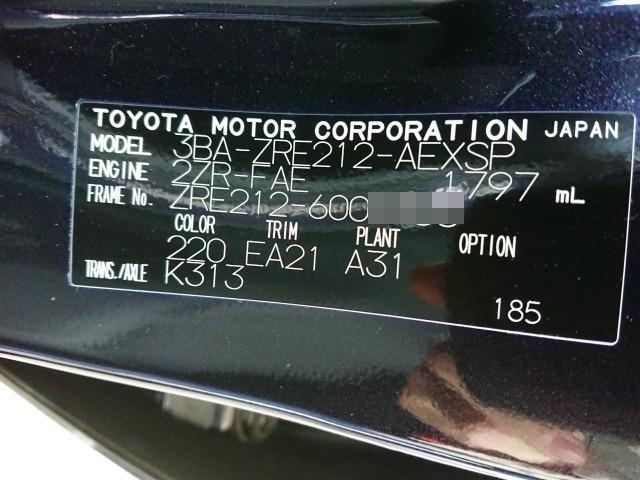 TOYOTA MOTOR CORPORATION JAPAN
MODEL 3BA-ZRE212-AEXSP
ENGINE 2ZR-FAE 1797 mL
FRAME No. ZRE212-600
COLOR TRIM PLANT OPTION
220 EA21 A31
TRANS./AXLE K313
185